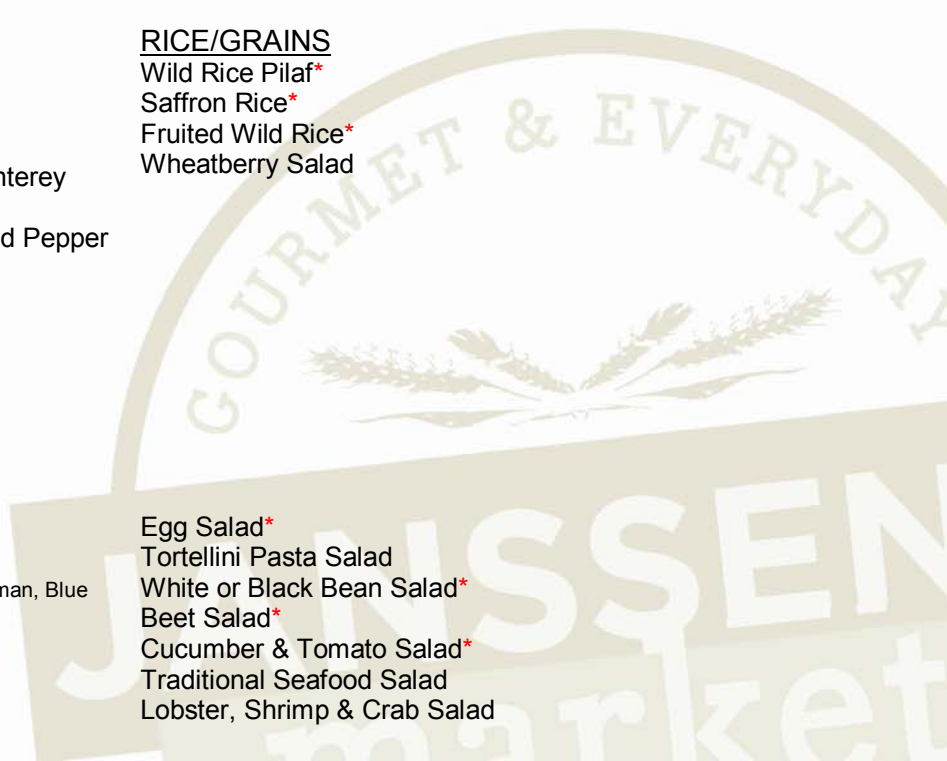 RICE/GRAINS
Wild Rice Pilaf*
Saffron Rice*
Fruited Wild Rice*
Wheatberry Salad
nterey
d Pepper
GOURMET & EVERYDAY
JANSSEN
market
Egg Salad*
Tortellini Pasta Salad
man, Blue
White or Black Bean Salad*
Beet Salad*
Cucumber & Tomato Salad*
Traditional Seafood Salad
Lobster, Shrimp & Crab Salad